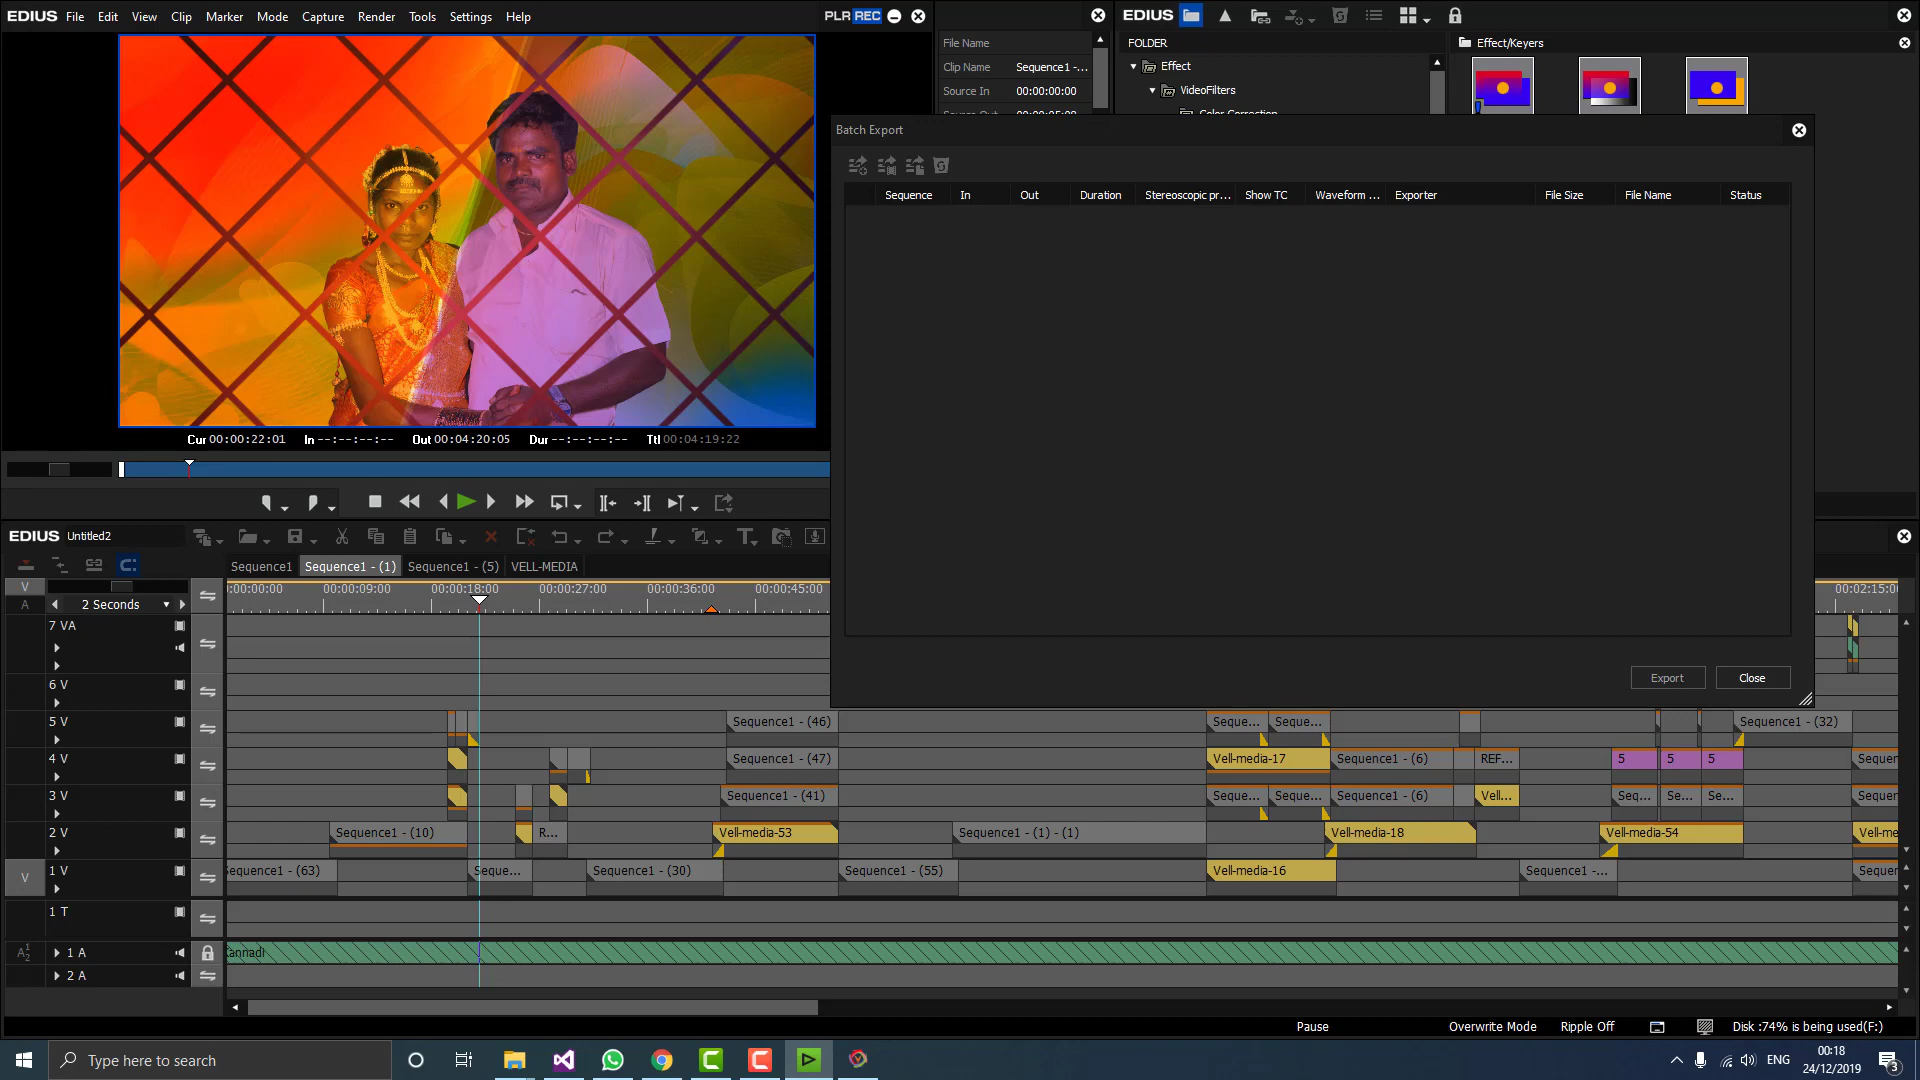 EDIUS File Edit View Clip Marker Mode Capture Render Tools Settings Help PLR REC
Cur 00:00:22:01 In --:--:--:-- Out 00:04:20:05 Dur --:--:--:-- Ttl 00:04:19:22
File Name
Clip Name Sequence1 -...
Source In 00:00:00:00
EDIUS
FOLDER
Effect
VideoFilters
Color Correction
Effect/Keyers
Batch Export
Sequence In Out Duration Stereoscopic pr... Show TC Waveform ... Exporter File Size File Name Status
Export Close
EDIUS Untitled2
Sequence1 Sequence1 - (1) Sequence1 - (5) VELL-MEDIA
V
A
2 Seconds
:00:00:00 00:00:09:00 00:00:18:00 00:00:27:00 00:00:36:00 00:00:45:00 00:02:15:00
7 VA
6 V
5 V Sequence1 - (46) Seque... Seque... Sequence1 - (32)
4 V Sequence1 - (47) Vell-media-17 Sequence1 - (6) REF... 5 5 5 Sequen
3 V Sequence1 - (41) Seque... Seque... Sequence1 - (6) Vell... Seq... Se... Se... Sequen
2 V Sequence1 - (10) R... Vell-media-53 Sequence1 - (1) - (1) Vell-media-18 Vell-media-54 Vell-me
V 1 V Sequence1 - (63) Seque... Sequence1 - (30) Sequence1 - (55) Vell-media-16 Sequence1 -... Sequen
1 T
1 A annadi
2 A
Pause Overwrite Mode Ripple Off Disk :74% is being used(F:)
Type here to search
ENG
00:18
24/12/2019
3